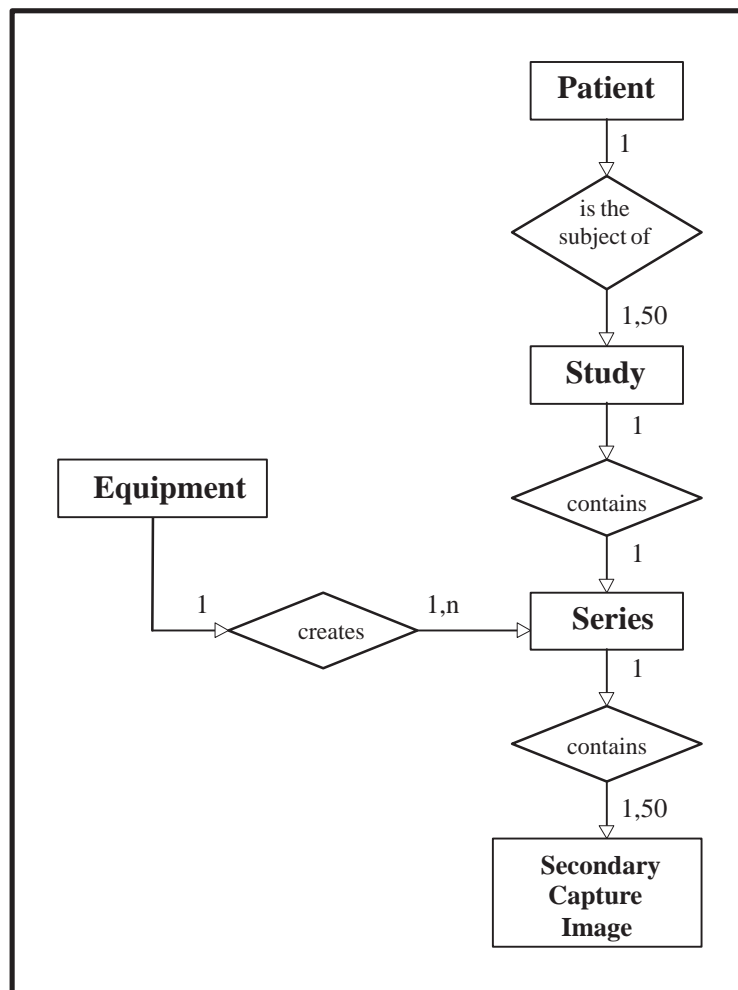 Patient
1
is the
subject of
1,50
Study
1
Equipment
contains
1
1
1,n
Series
creates
1
contains
1,50
Secondary
Capture
Image